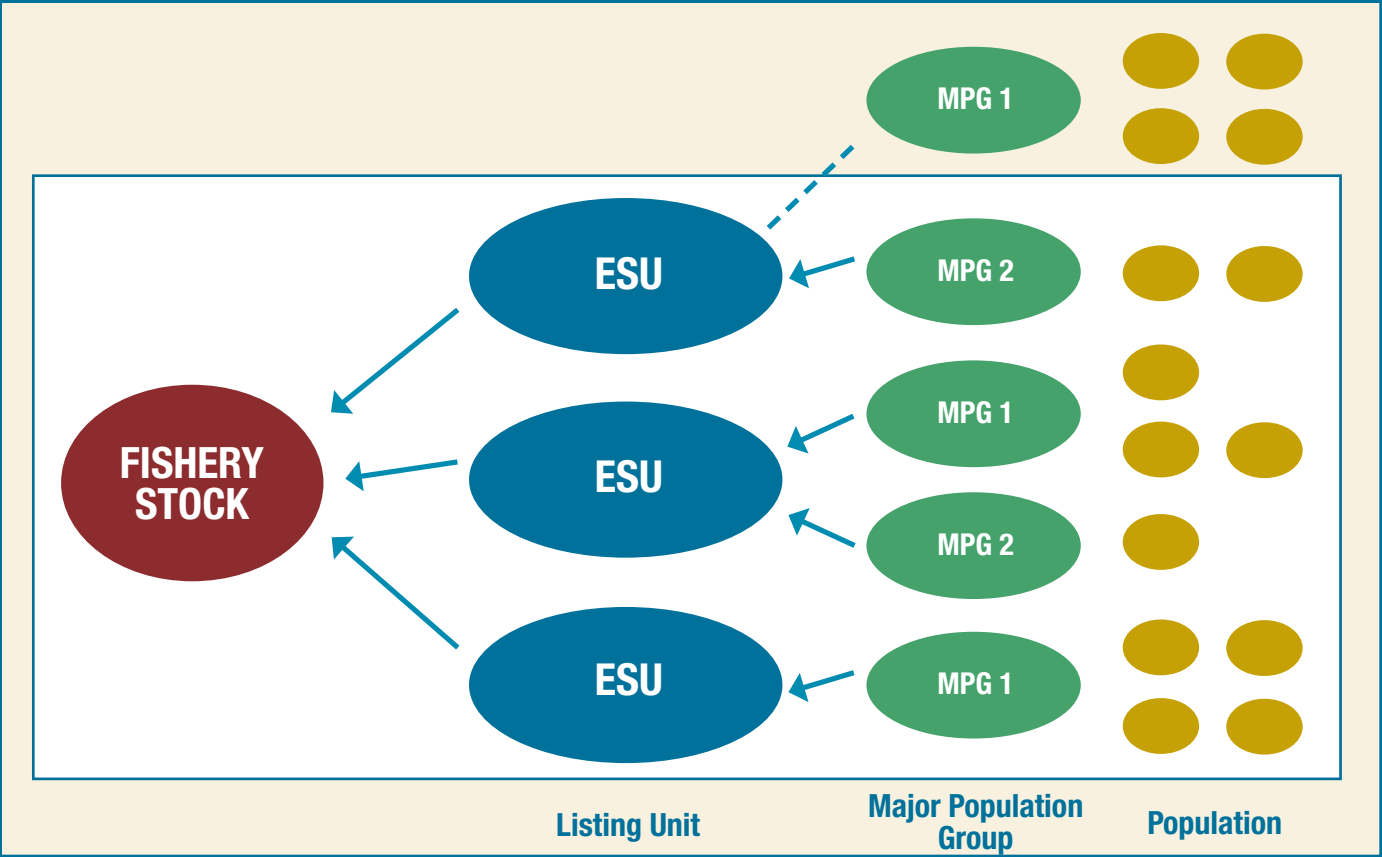 MPG 1
ESU
MPG 2
MPG 1
FISHERY
STOCK
ESU
MPG 2
ESU
MPG 1
Listing Unit
Major Population
Group
Population